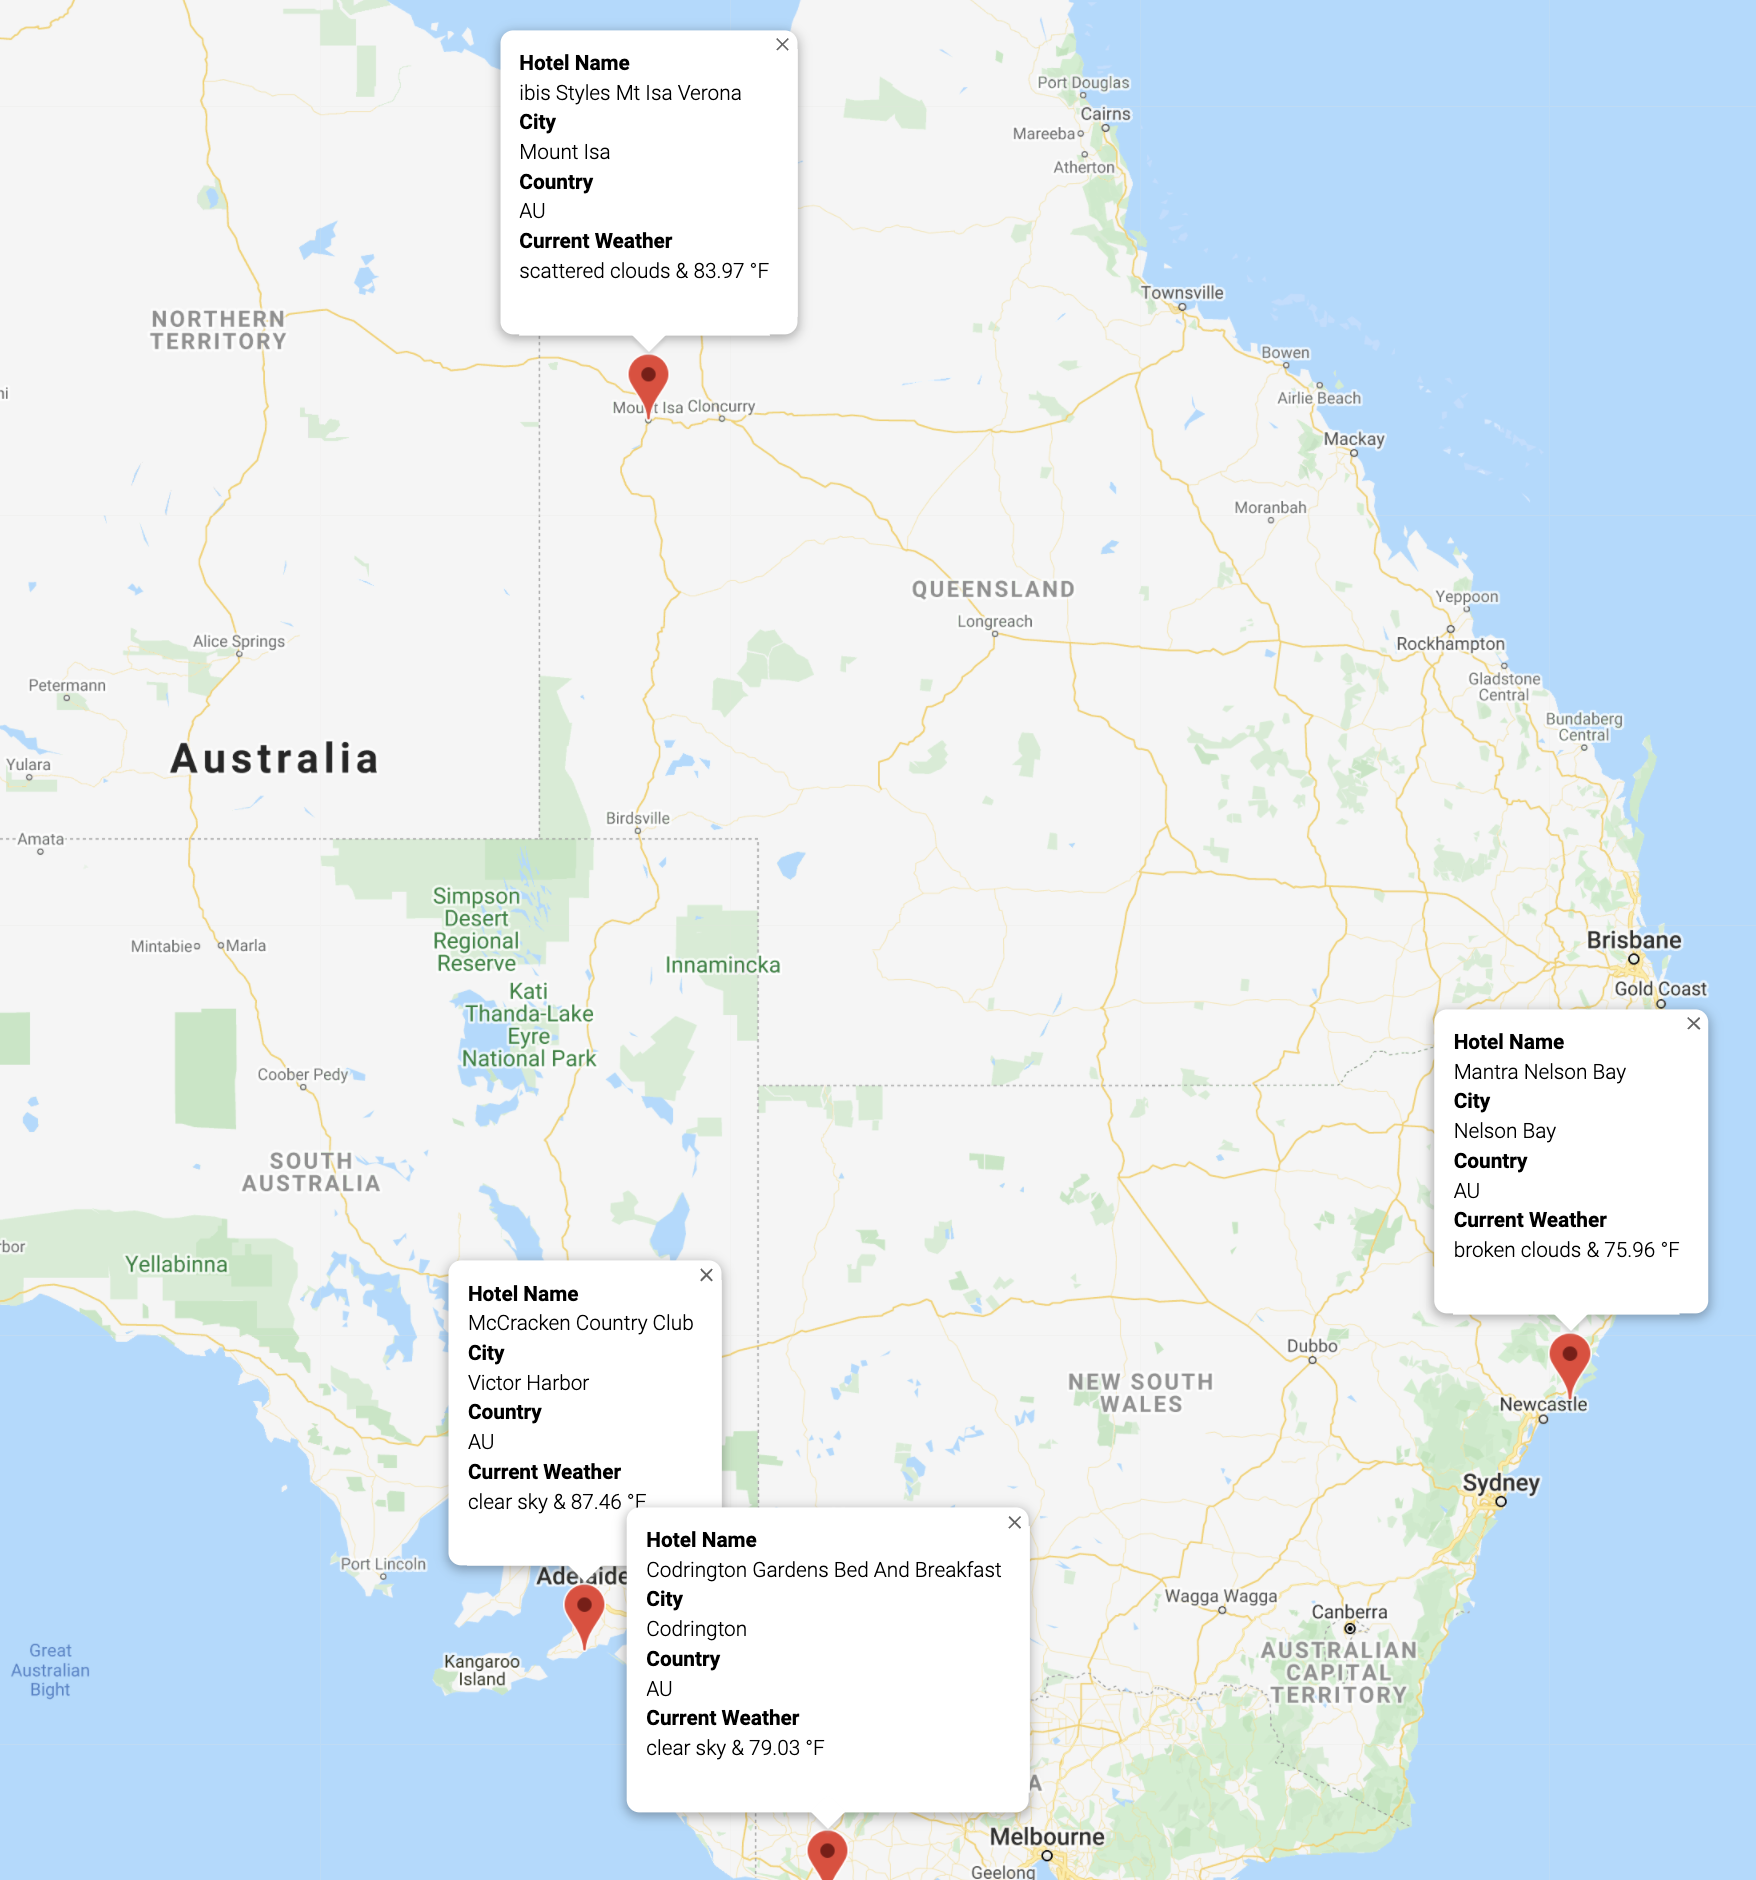 Hotel Name
ibis Styles Mt Isa Verona
City
Mount Isa
Country
AU
Current Weather
scattered clouds & 83.97 °F
Port Douglas
Cairns
Mareeba
Atherton
Townsville
NORTHERN
TERRITORY
Bowen
Airlie Beach
Mount Isa
Cloncurry
Mackay
Moranbah
QUEENSLAND
Longreach
Yeppoon
Rockhampton
Gladstone
Central
Bundaberg
Central
Alice Springs
Petermann
Australia
Yulara
Birdsville
Amata
Simpson
Desert
Regional
Reserve
Mintabie
Marla
Innamincka
Kati
Thanda-Lake
Eyre
National Park
Brisbane
Gold Coast
Coober Pedy
SOUTH
AUSTRALIA
Yellabinna
Hotel Name
Mantra Nelson Bay
City
Nelson Bay
Country
AU
Current Weather
broken clouds & 75.96 °F
Hotel Name
McCracken Country Club
City
Victor Harbor
Country
AU
Current Weather
clear sky & 87.46 °F
Dubbo
NEW SOUTH
WALES
Newcastle
Sydney
Port Lincoln
Adelaide
Hotel Name
Codrington Gardens Bed And Breakfast
City
Codrington
Country
AU
Current Weather
clear sky & 79.03 °F
Wagga Wagga
Canberra
AUSTRALIAN
CAPITAL
TERRITORY
Great
Australian
Bight
Kangaroo
Island
Melbourne
Geelong